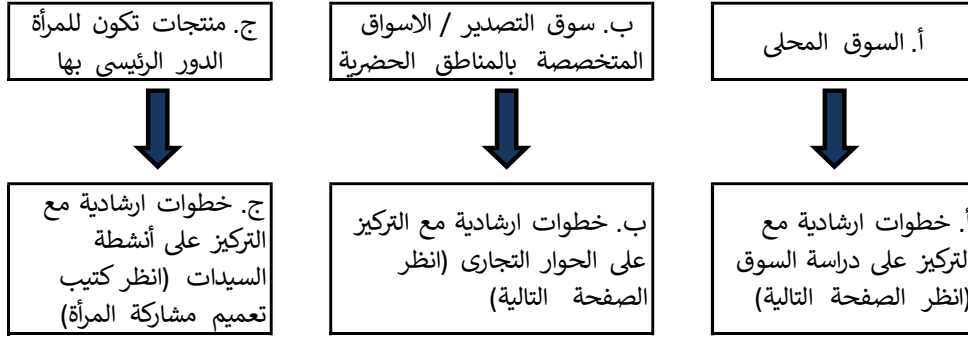 أ. السوق المحلى
ب. سوق التصدير / الاسواق
المتخصصة بالمناطق الحضرية
ج. منتجات تكون للمرأة
الدور الرئيسى بها
أ. خطوات ارشادية مع
التركيز على دراسة السوق
(انظر الصفحة التالية)
ب. خطوات ارشادية مع التركيز
على الحوار التجارى (انظر
الصفحة التالية)
ج. خطوات ارشادية مع
التركيز على أنشطة
السيدات (انظر كتيب
تعميم مشاركة المرأة)